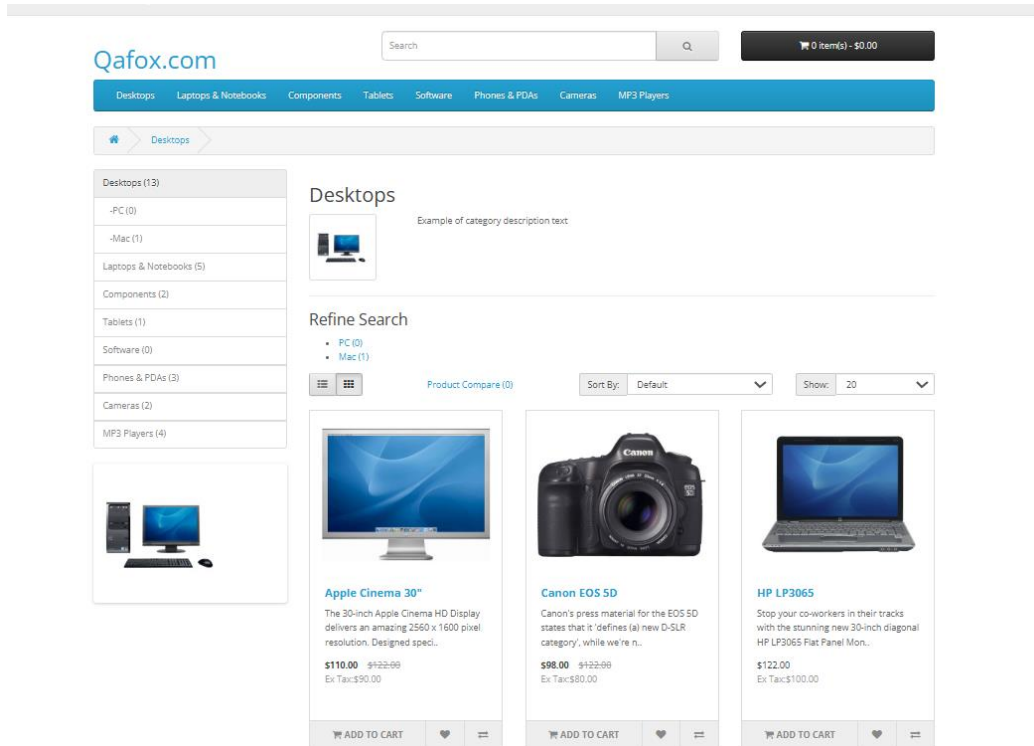 Qafox.com
Search
0 item(s) - $0.00
Desktops Laptops & Notebooks Components Tablets Software Phones & PDAs Cameras MP3 Players
Desktops
Desktops (13)
-PC (0)
-Mac (1)
Laptops & Notebooks (5)
Components (2)
Tablets (1)
Software (0)
Phones & PDAs (3)
Cameras (2)
MP3 Players (4)
Desktops
Example of category description text
Refine Search
PC (0)
Mac (1)
Product Compare (0)
Sort By: Default
Show: 20
Canon
Apple Cinema 30"
The 30-inch Apple Cinema HD Display
delivers an amazing 2560 x 1600 pixel
resolution. Designed speci..
$110.00 $122.00
Ex Tax:$90.00
ADD TO CART
Canon EOS 5D
Canon's press material for the EOS 5D
states that it 'defines (a) new D-SLR
category', while we're n..
$98.00 $122.00
Ex Tax:$80.00
ADD TO CART
HP LP3065
Stop your co-workers in their tracks
with the stunning new 30-inch diagonal
HP LP3065 Flat Panel Mon..
$122.00
Ex Tax:$100.00
ADD TO CART